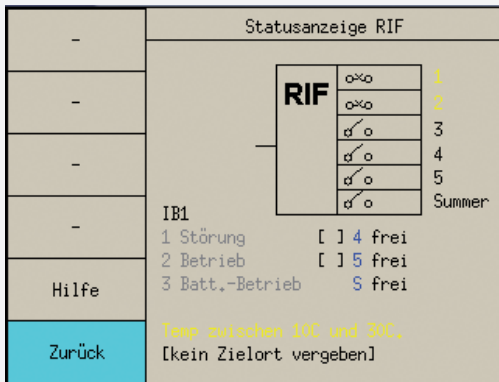 Statusanzeige RIF
RIF
1
2
3
4
5
Summer
IB1
1 Störung [ ] 4 frei
2 Betrieb [ ] 5 frei
3 Batt.-Betrieb S frei
Temp zwischen 10C und 30C.
[kein Zielort vergeben]
-
-
-
-
Hilfe
Zurück